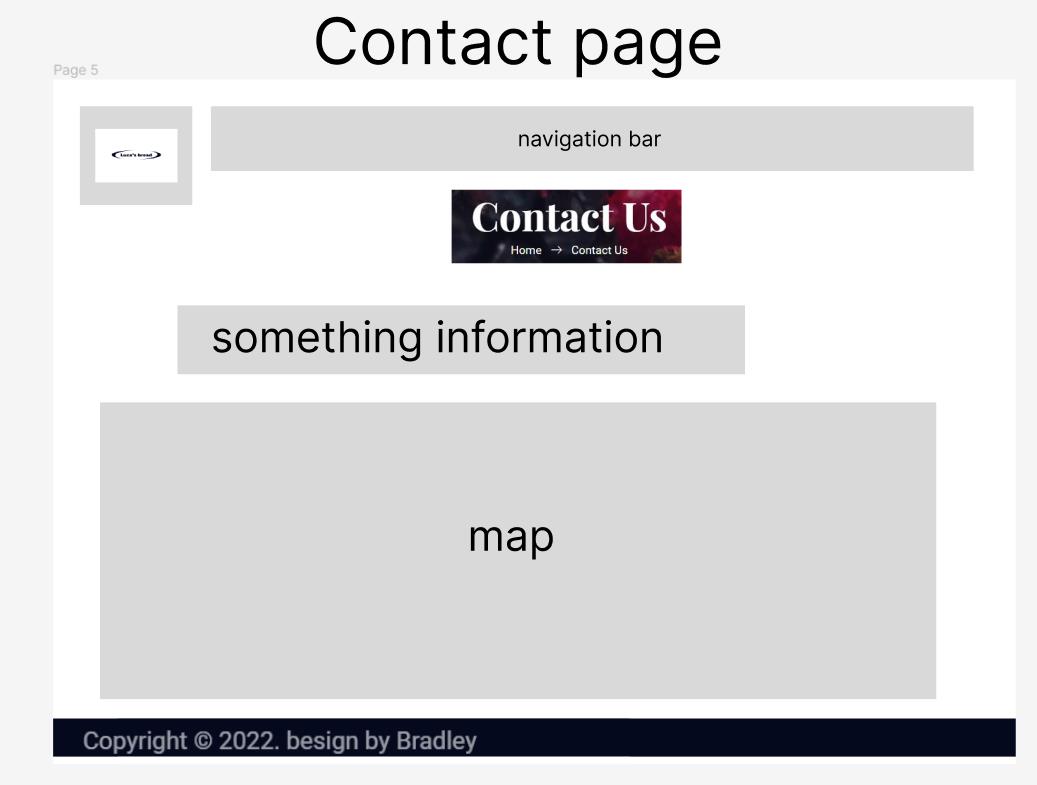 Contact page
Page 5
Luza's bread
navigation bar
Contact Us
Home → Contact Us
something information
map
Copyright © 2022. besign by Bradley